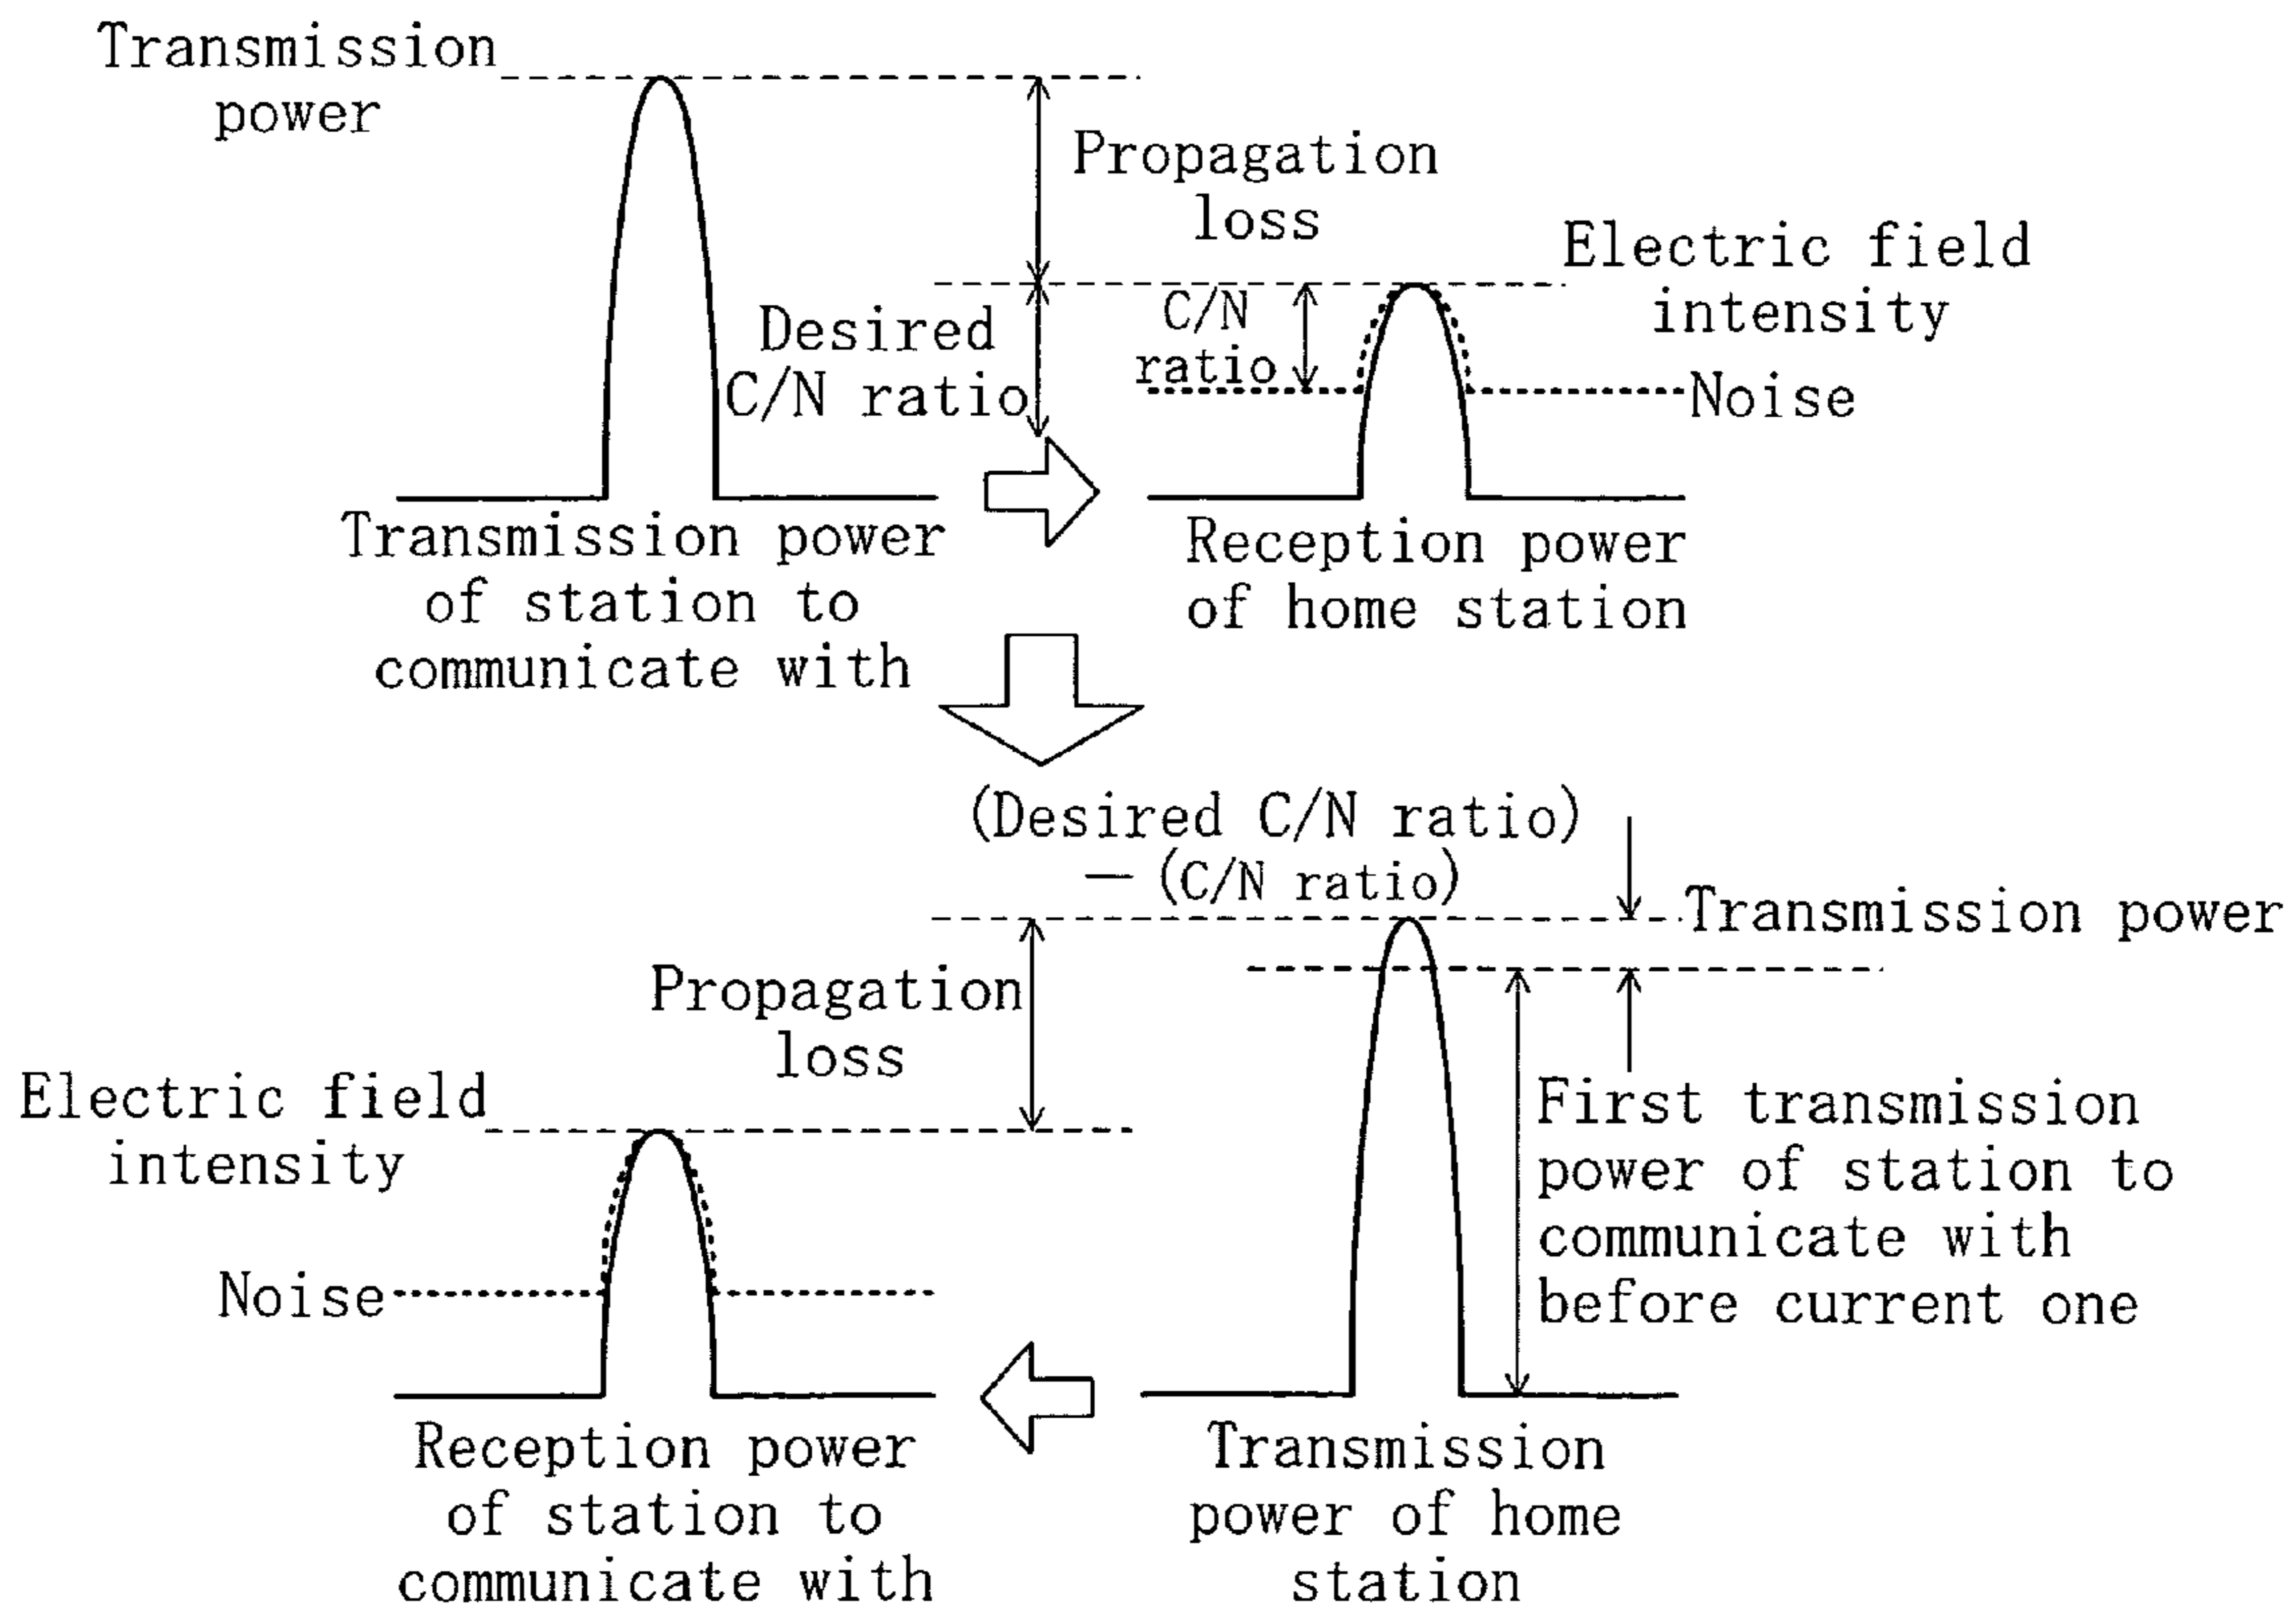 Transmission
power
Propagation
loss
Electric field
intensity
Desired
C/N ratio
C/N
ratio
Noise
Transmission power
of station to
communicate with
Reception power
of home station
(Desired C/N ratio)
— (C/N ratio)
Transmission power
Propagation
loss
Electric field
intensity
Noise
First transmission
power of station to
communicate with
before current one
Reception power
of station to
communicate with
Transmission
power of home
station